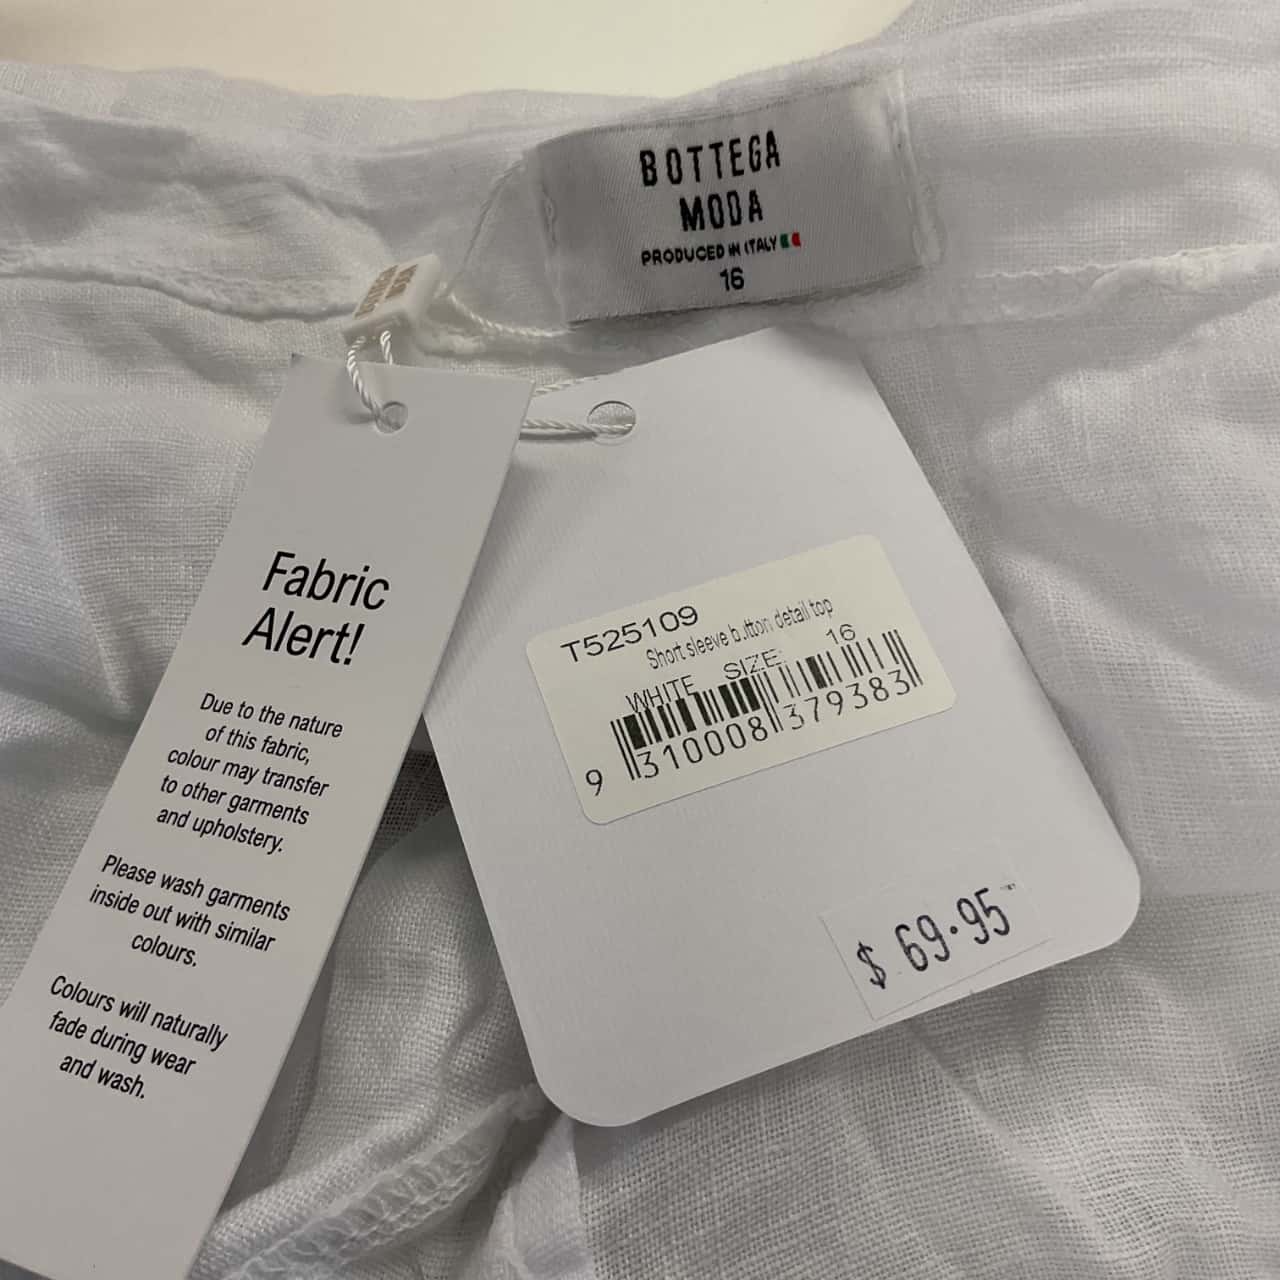 BOTTEGA
MODA
PRODUCED IN ITALY
16
Fabric
Alert!
Due to the nature
of this fabric,
colour may transfer
to other garments
and upholstery.
Please wash garments
inside out with similar
colours.
Colours will naturally
fade during wear
and wash.
T525109
Short sleeve button detail top
WHITE SIZE: 16
9 310008 379383
$ 69.95